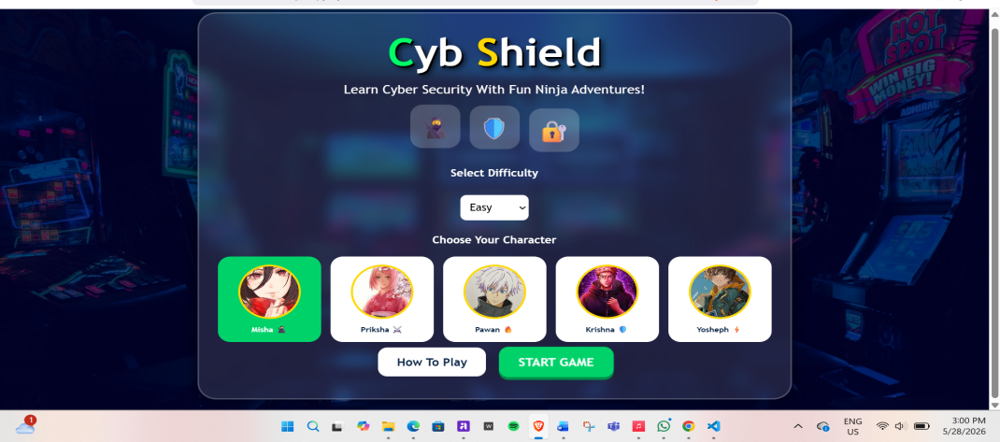 Cyb Shield
Learn Cyber Security With Fun Ninja Adventures!
Select Difficulty
Easy
Choose Your Character
Misha
Priksha
Pawan
Krishna
Yosheph
How To Play
START GAME
HOT
SPOT
WIN BIG
MONEY!
ADMIRAL
1
ENG
US
3:00 PM
5/28/2026